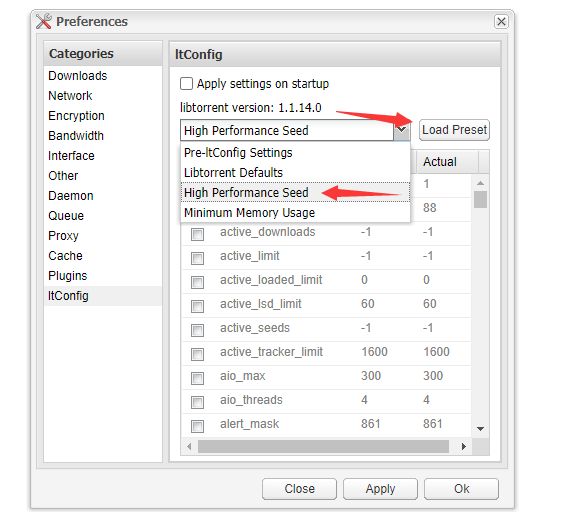 Preferences
Categories
Downloads
Network
Encryption
Bandwidth
Interface
Other
Daemon
Queue
Proxy
Cache
Plugins
ltConfig
ltConfig
Apply settings on startup
libtorrent version: 1.1.14.0
High Performance Seed
Load Preset
Pre-ltConfig Settings
Libtorrent Defaults
High Performance Seed
Minimum Memory Usage
Actual
1
88
active_downloads -1 -1
active_limit -1 -1
active_loaded_limit 0 0
active_lsd_limit 60 60
active_seeds -1 -1
active_tracker_limit 1600 1600
aio_max 300 300
aio_threads 4 4
alert_mask 861 861
Close Apply Ok